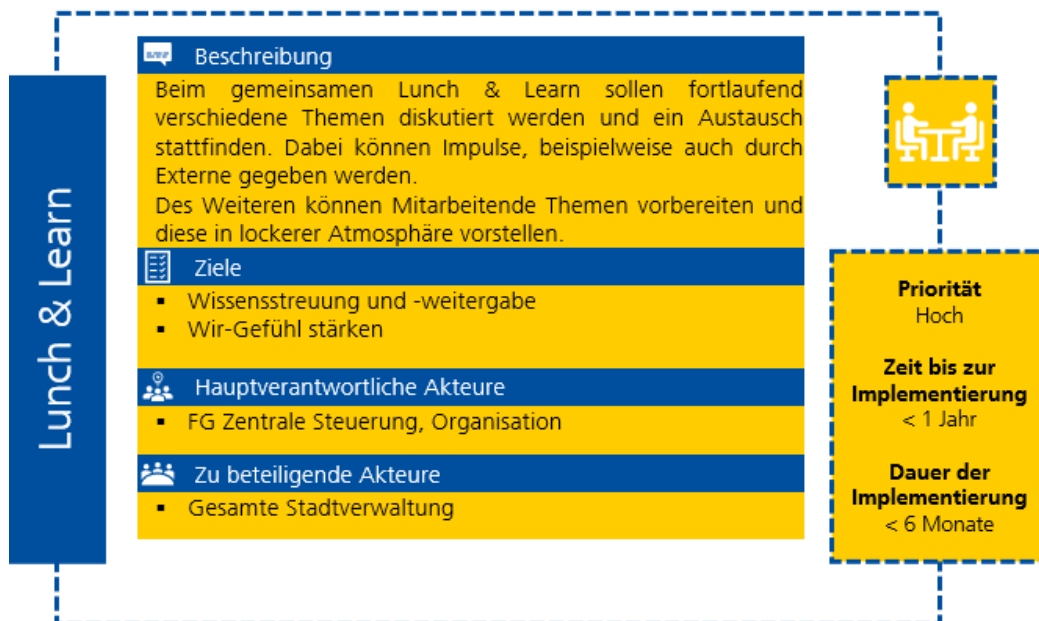 Lunch & Learn
Beschreibung
Beim gemeinsamen Lunch & Learn sollen fortlaufend
verschiedene Themen diskutiert werden und ein Austausch
stattfinden. Dabei können Impulse, beispielweise auch durch
Externe gegeben werden.
Des Weiteren können Mitarbeitende Themen vorbereiten und
diese in lockerer Atmosphäre vorstellen.
Ziele
▪ Wissensstreuung und -weitergabe
▪ Wir-Gefühl stärken
Hauptverantwortliche Akteure
▪ FG Zentrale Steuerung, Organisation
Zu beteiligende Akteure
▪ Gesamte Stadtverwaltung
Priorität
Hoch
Zeit bis zur
Implementierung
< 1 Jahr
Dauer der
Implementierung
< 6 Monate